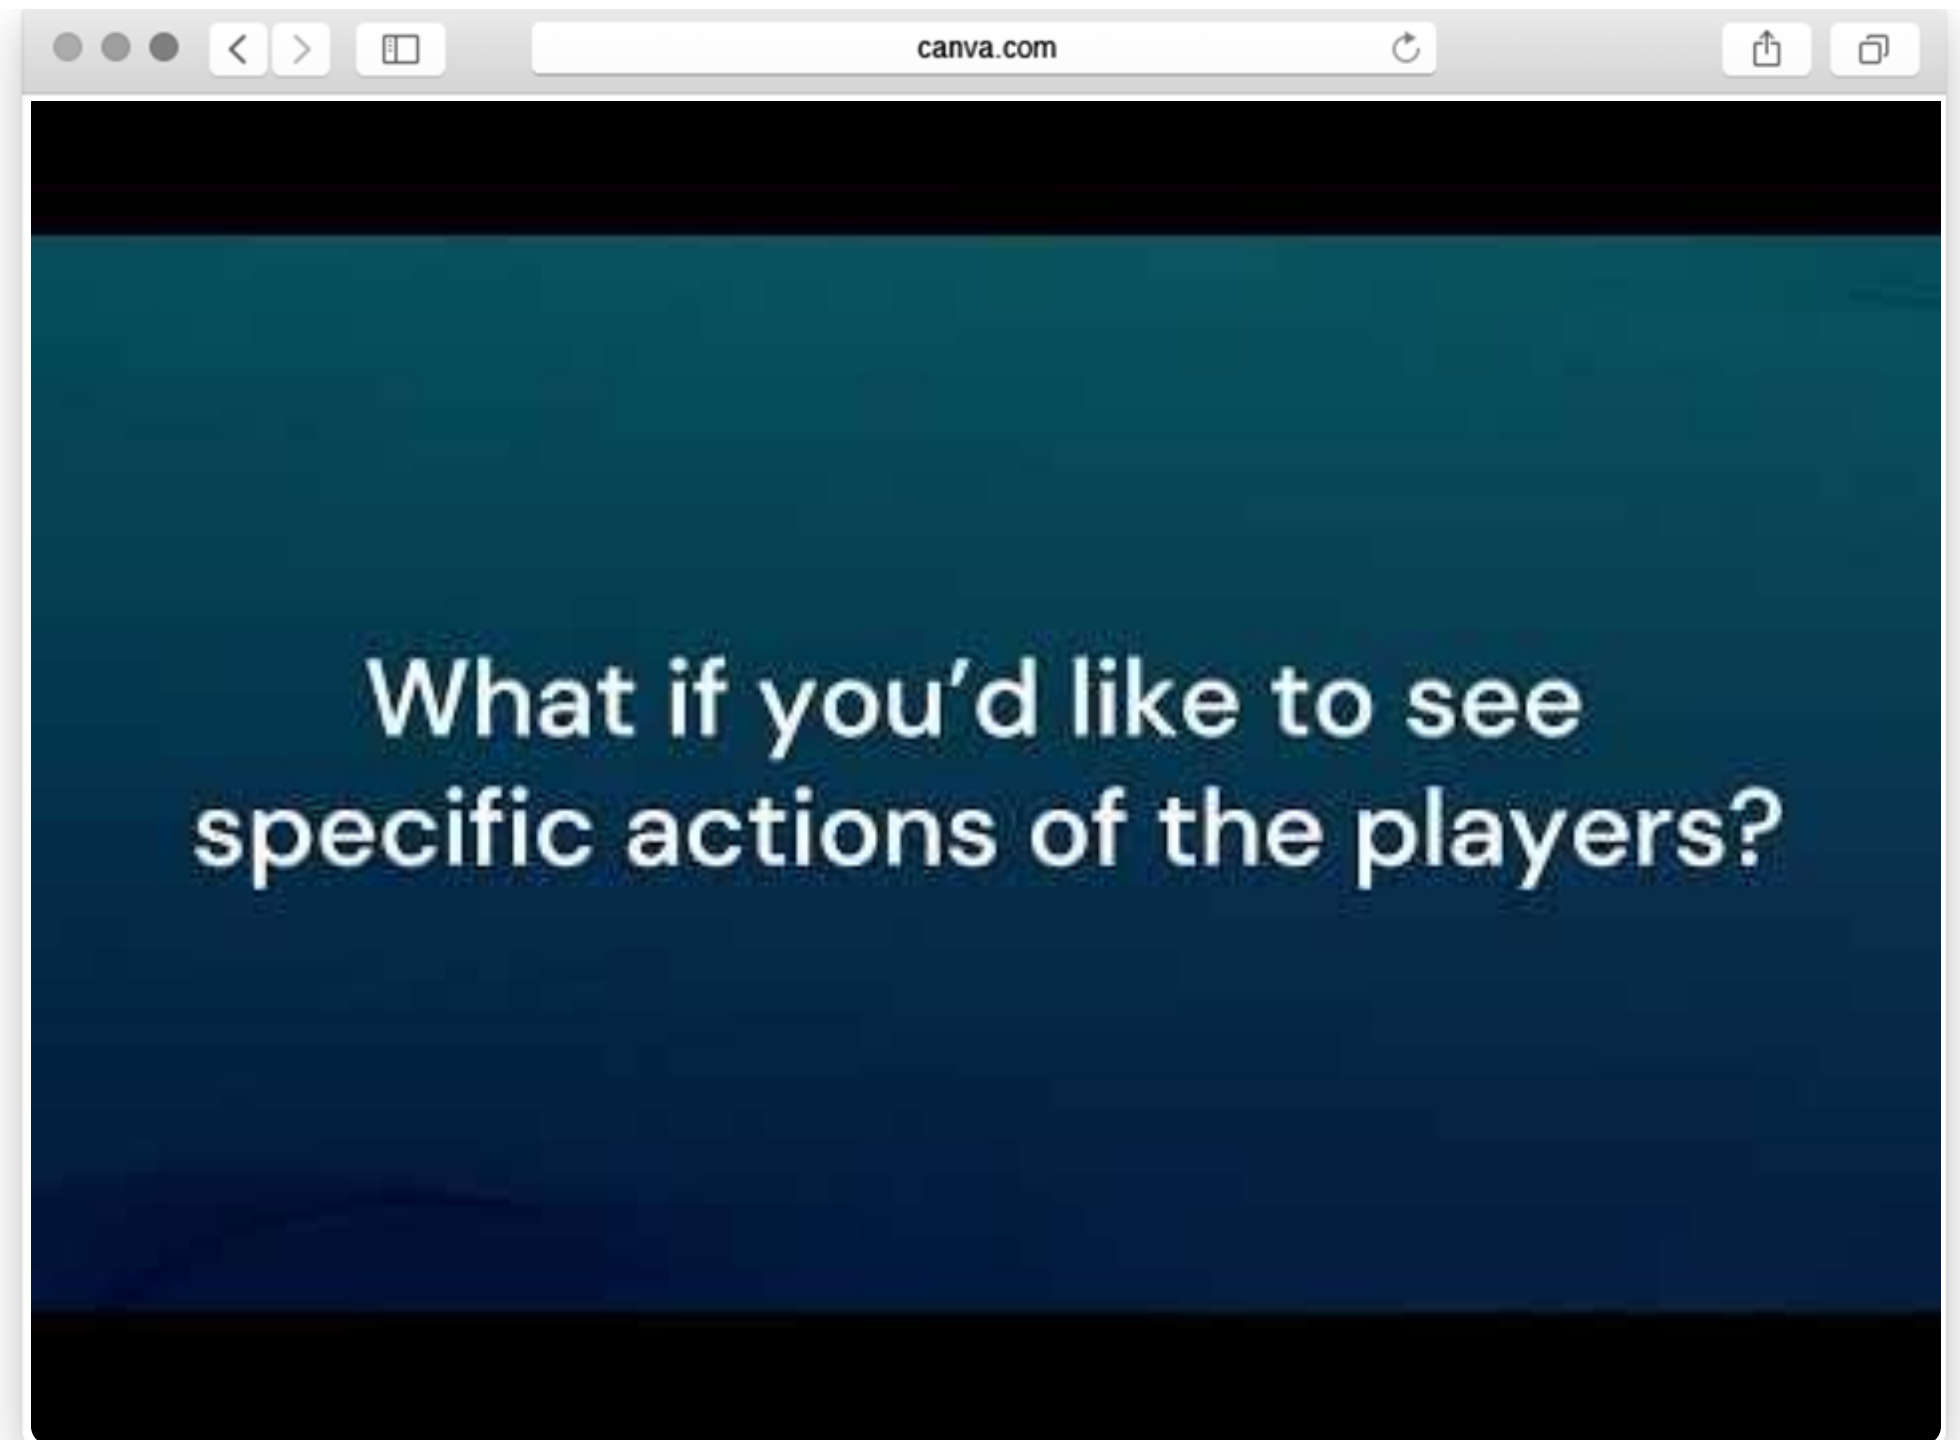 canva.com
What if you’d like to see
specific actions of the players?